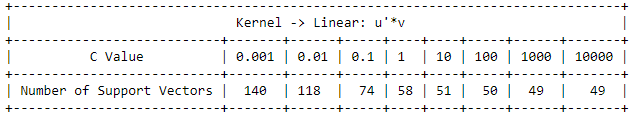 Kernel -> Linear: u'*v
| C Value | 0.001 | 0.01 | 0.1 | 1 | 10 | 100 | 1000 | 10000 |
| Number of Support Vectors | 140 | 118 | 74 | 58 | 51 | 50 | 49 | 49 |